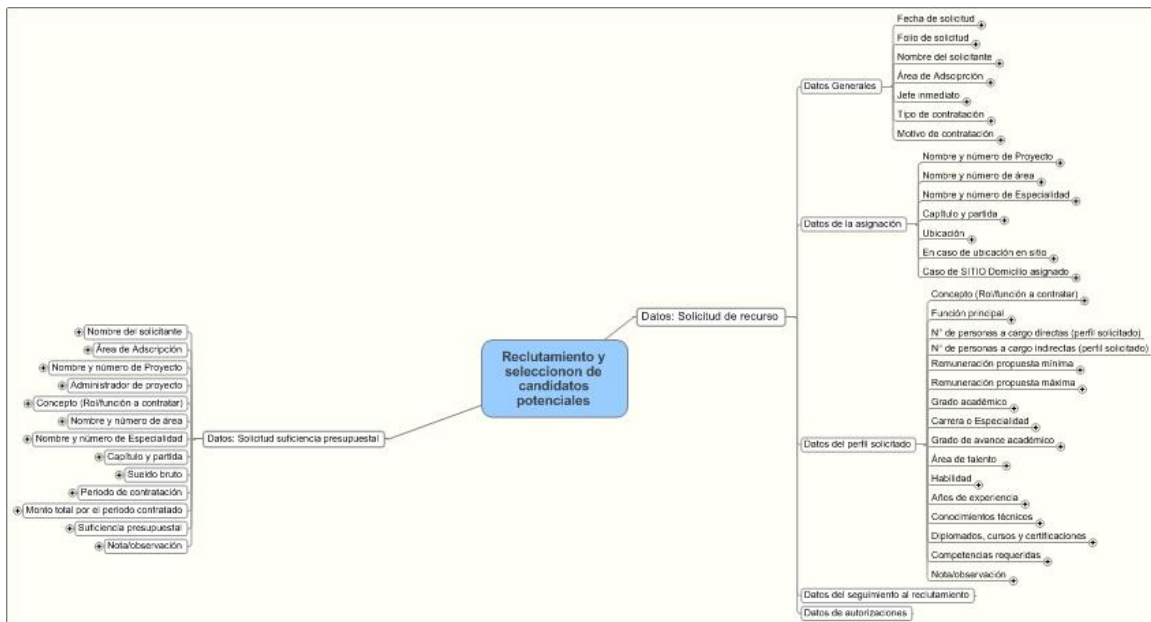 Reclutamiento y
seleccionon de
candidatos
potenciales
Datos: Solicitud de recurso
Datos Generales
Fecha de solicitud
Folio de solicitud
Nombre del solicitante
Área de Adsciprción
Jefe inmediato
Tipo de contratación
Motivo de contratación
Datos de la asignación
Nombre y número de Proyecto
Nombre y número de área
Nombre y número de Especialidad
Capítulo y partida
Ubicación
En caso de ubicación en sitio
Caso de SITIO Domicilio asignado
Datos del perfil solicitado
Concepto (Rol/función a contratar)
Función principal
N° de personas a cargo directas (perfil solicitado)
N° de personas a cargo indirectas (perfil solicitado)
Remuneración propuesta mínima
Remuneración propuesta máxima
Grado académico
Carrera o Especialidad
Grado de avance académico
Área de talento
Habilidad
Años de experiencia
Conocimientos técnicos
Diplomados, cursos y certificaciones
Competencias requeridas
Nota/observación
Datos del seguimiento al reclutamiento
Datos de autorizaciones
Datos: Solicitud suficiencia presupuestal
Nombre del solicitante
Área de Adscripción
Nombre y número de Proyecto
Administrador de proyecto
Concepto (Rol/función a contratar)
Nombre y número de área
Nombre y número de Especialidad
Capítulo y partida
Sueldo bruto
Periodo de contratación
Monto total por el periodo contratado
Suficiencia presupuestal
Nota/observación